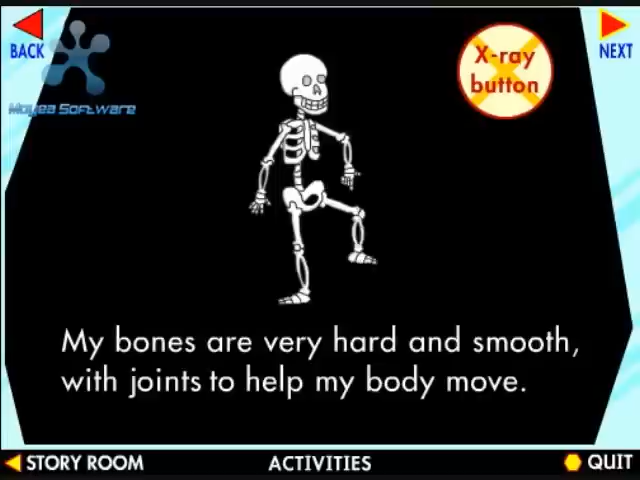 BACK
NEXT
X-ray
button
Moyea Software
My bones are very hard and smooth,
with joints to help my body move.
STORY ROOM
ACTIVITIES
QUIT